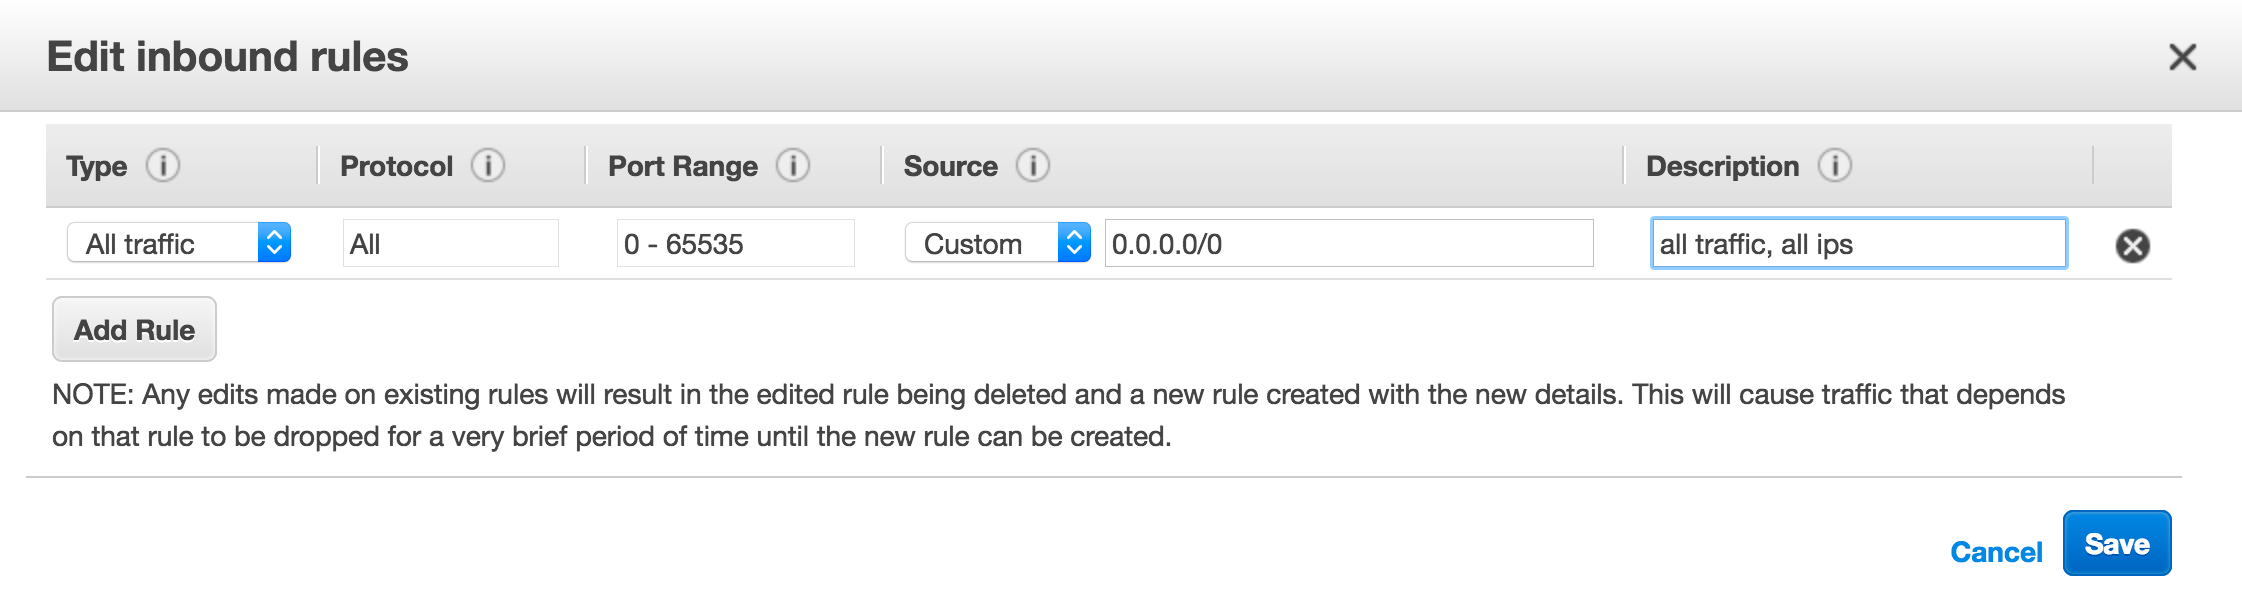 Edit inbound rules
Type Protocol Port Range Source Description
All traffic All 0 - 65535 Custom 0.0.0.0/0 all traffic, all ips
Add Rule
NOTE: Any edits made on existing rules will result in the edited rule being deleted and a new rule created with the new details. This will cause traffic that depends
on that rule to be dropped for a very brief period of time until the new rule can be created.
Cancel Save